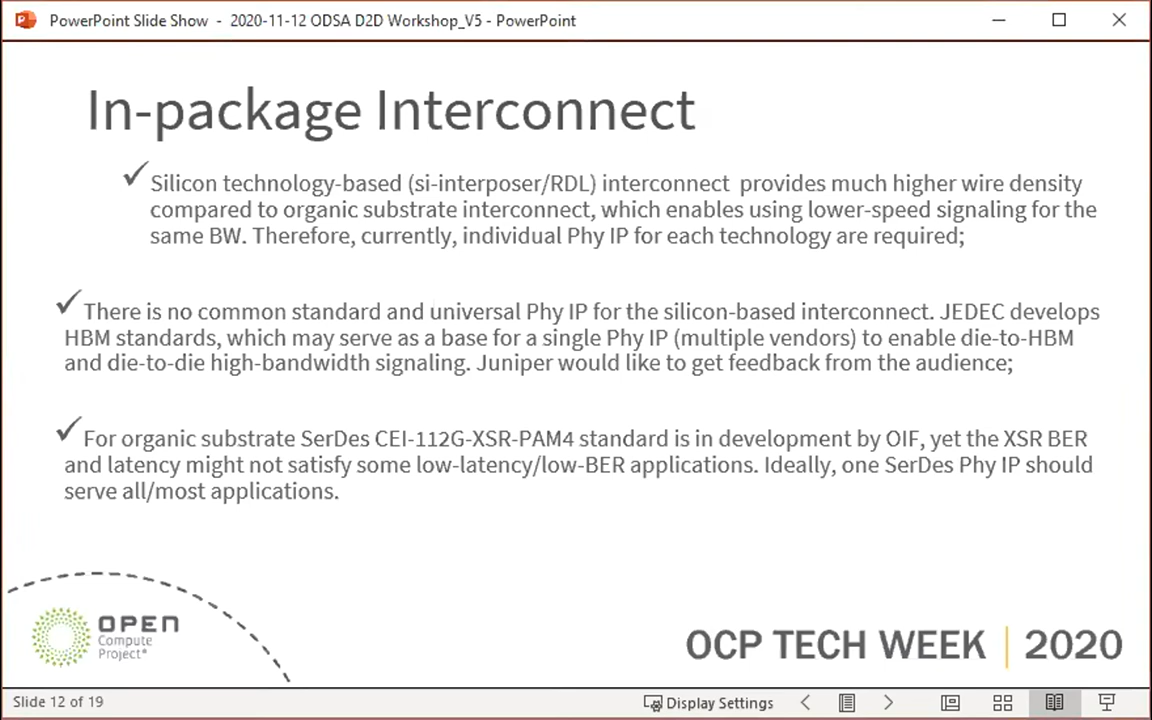 PowerPoint Slide Show - 2020-11-12 ODSA D2D Workshop_V5 - PowerPoint
In-package Interconnect
Silicon technology-based (si-interposer/RDL) interconnect provides much higher wire density
compared to organic substrate interconnect, which enables using lower-speed signaling for the
same BW. Therefore, currently, individual Phy IP for each technology are required;
There is no common standard and universal Phy IP for the silicon-based interconnect. JEDEC develops
HBM standards, which may serve as a base for a single Phy IP (multiple vendors) to enable die-to-HBM
and die-to-die high-bandwidth signaling. Juniper would like to get feedback from the audience;
For organic substrate SerDes CEI-112G-XSR-PAM4 standard is in development by OIF, yet the XSR BER
and latency might not satisfy some low-latency/low-BER applications. Ideally, one SerDes Phy IP should
serve all/most applications.
OPEN
Compute
Project®
OCP TECH WEEK | 2020
Slide 12 of 19
Display Settings